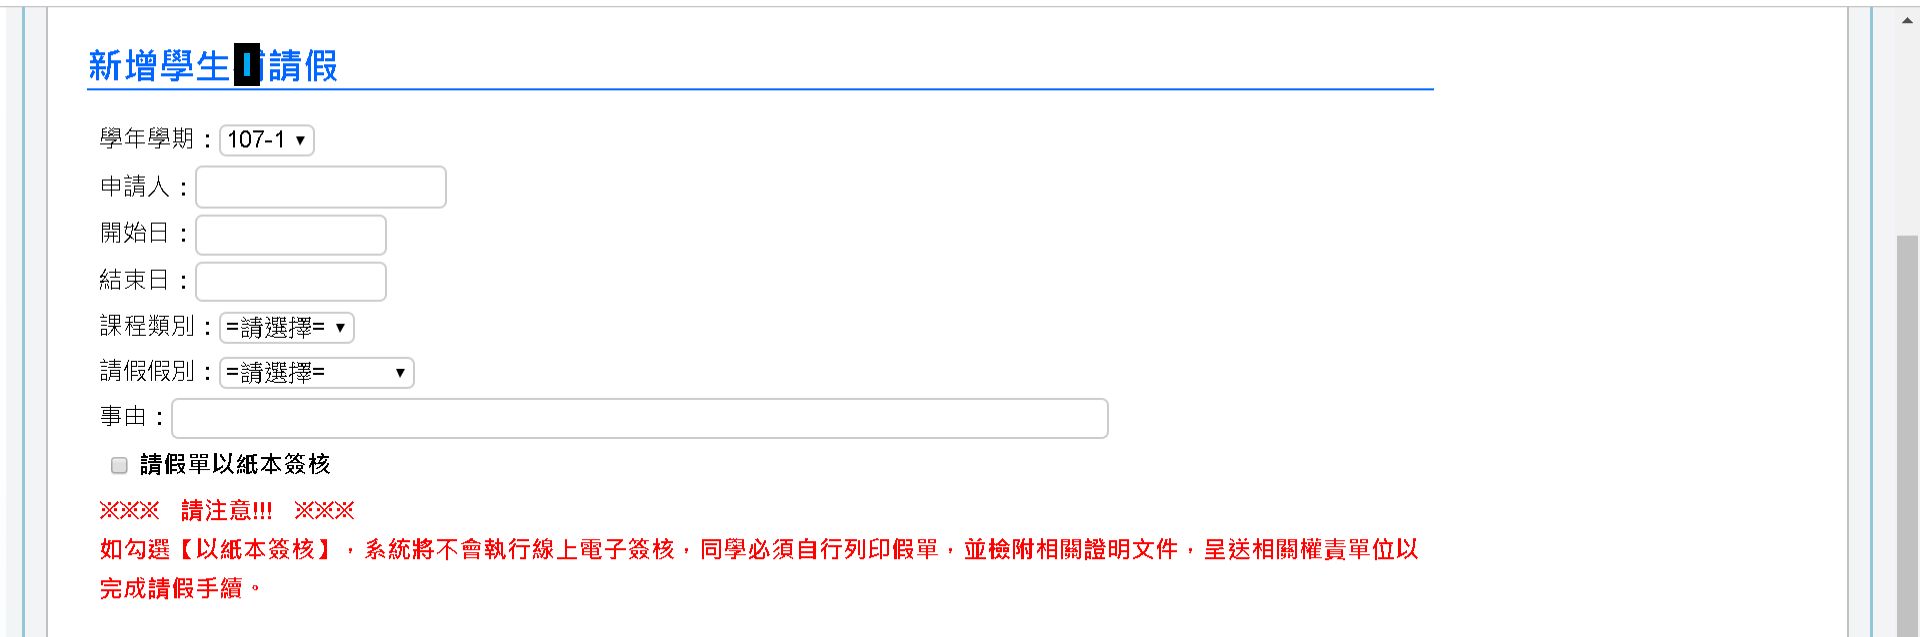 新增學生請假
學年學期：107-1
申請人：
開始日：
結束日：
課程類別：=請選擇=
請假假別：=請選擇=
事由：
請假單以紙本簽核
※※※ 請注意!!! ※※※
如勾選【以紙本簽核】，系統將不會執行線上電子簽核，同學必須自行列印假單，並檢附相關證明文件，呈送相關權責單位以
完成請假手續。